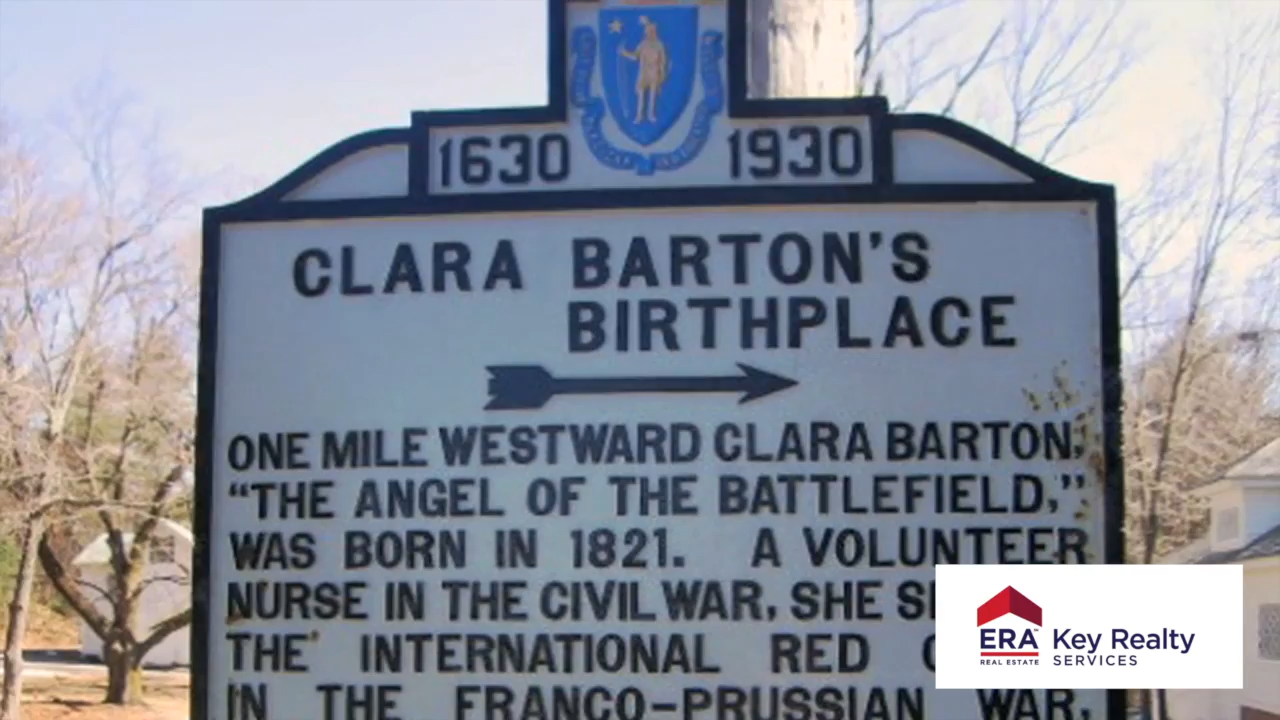 1630 1930
CLARA BARTON'S
BIRTHPLACE
ONE MILE WESTWARD CLARA BARTON,
“THE ANGEL OF THE BATTLEFIELD,”
WAS BORN IN 1821. A VOLUNTEER
NURSE IN THE CIVIL WAR, SHE
THE INTERNATIONAL RED
IN THE FRANCO-PRUSSIAN WAR,
ERA
REAL ESTATE
Key Realty
SERVICES